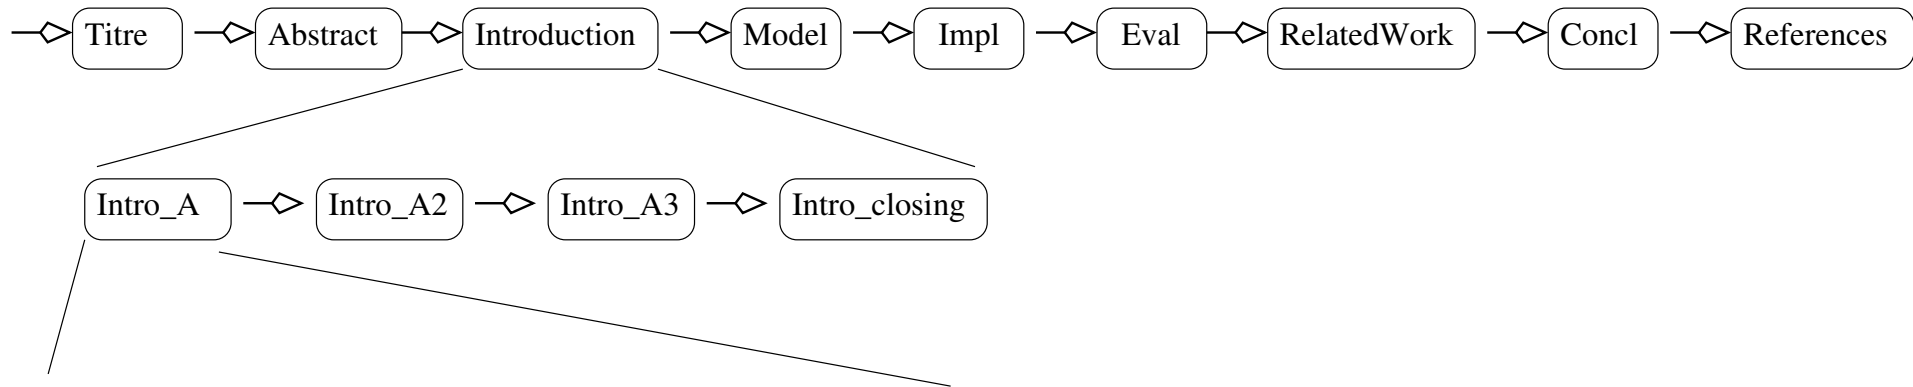 Titre Abstract Introduction Model Impl Eval RelatedWork Concl References
Intro_A Intro_A2 Intro_A3 Intro_closing